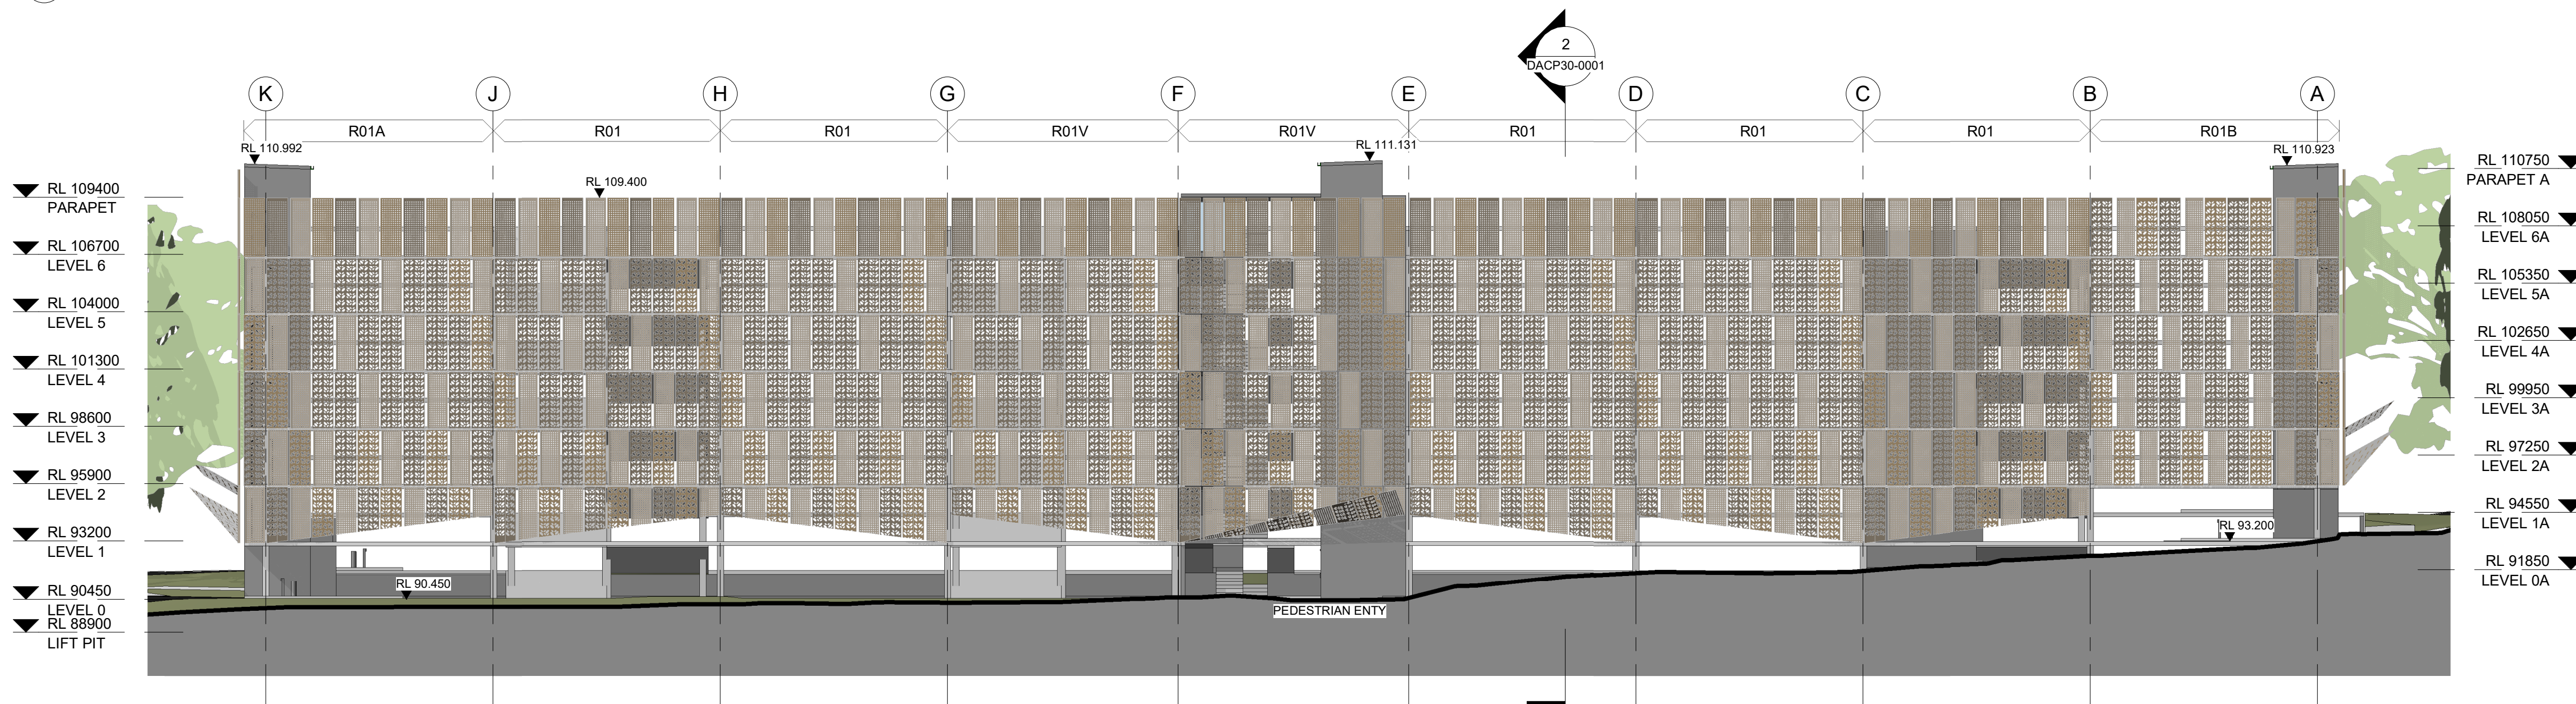 2
DACP30-0001
K J H G F E D C B A
R01A R01 R01 R01V R01V R01 R01 R01 R01B
RL 110.992
RL 111.131
RL 110.923
RL 109.400
RL 109400
PARAPET
RL 106700
LEVEL 6
RL 104000
LEVEL 5
RL 101300
LEVEL 4
RL 98600
LEVEL 3
RL 95900
LEVEL 2
RL 93200
LEVEL 1
RL 90450
LEVEL 0
RL 88900
LIFT PIT
RL 90.450
PEDESTRIAN ENTY
RL 93.200
RL 110750
PARAPET A
RL 108050
LEVEL 6A
RL 105350
LEVEL 5A
RL 102650
LEVEL 4A
RL 99950
LEVEL 3A
RL 97250
LEVEL 2A
RL 94550
LEVEL 1A
RL 91850
LEVEL 0A